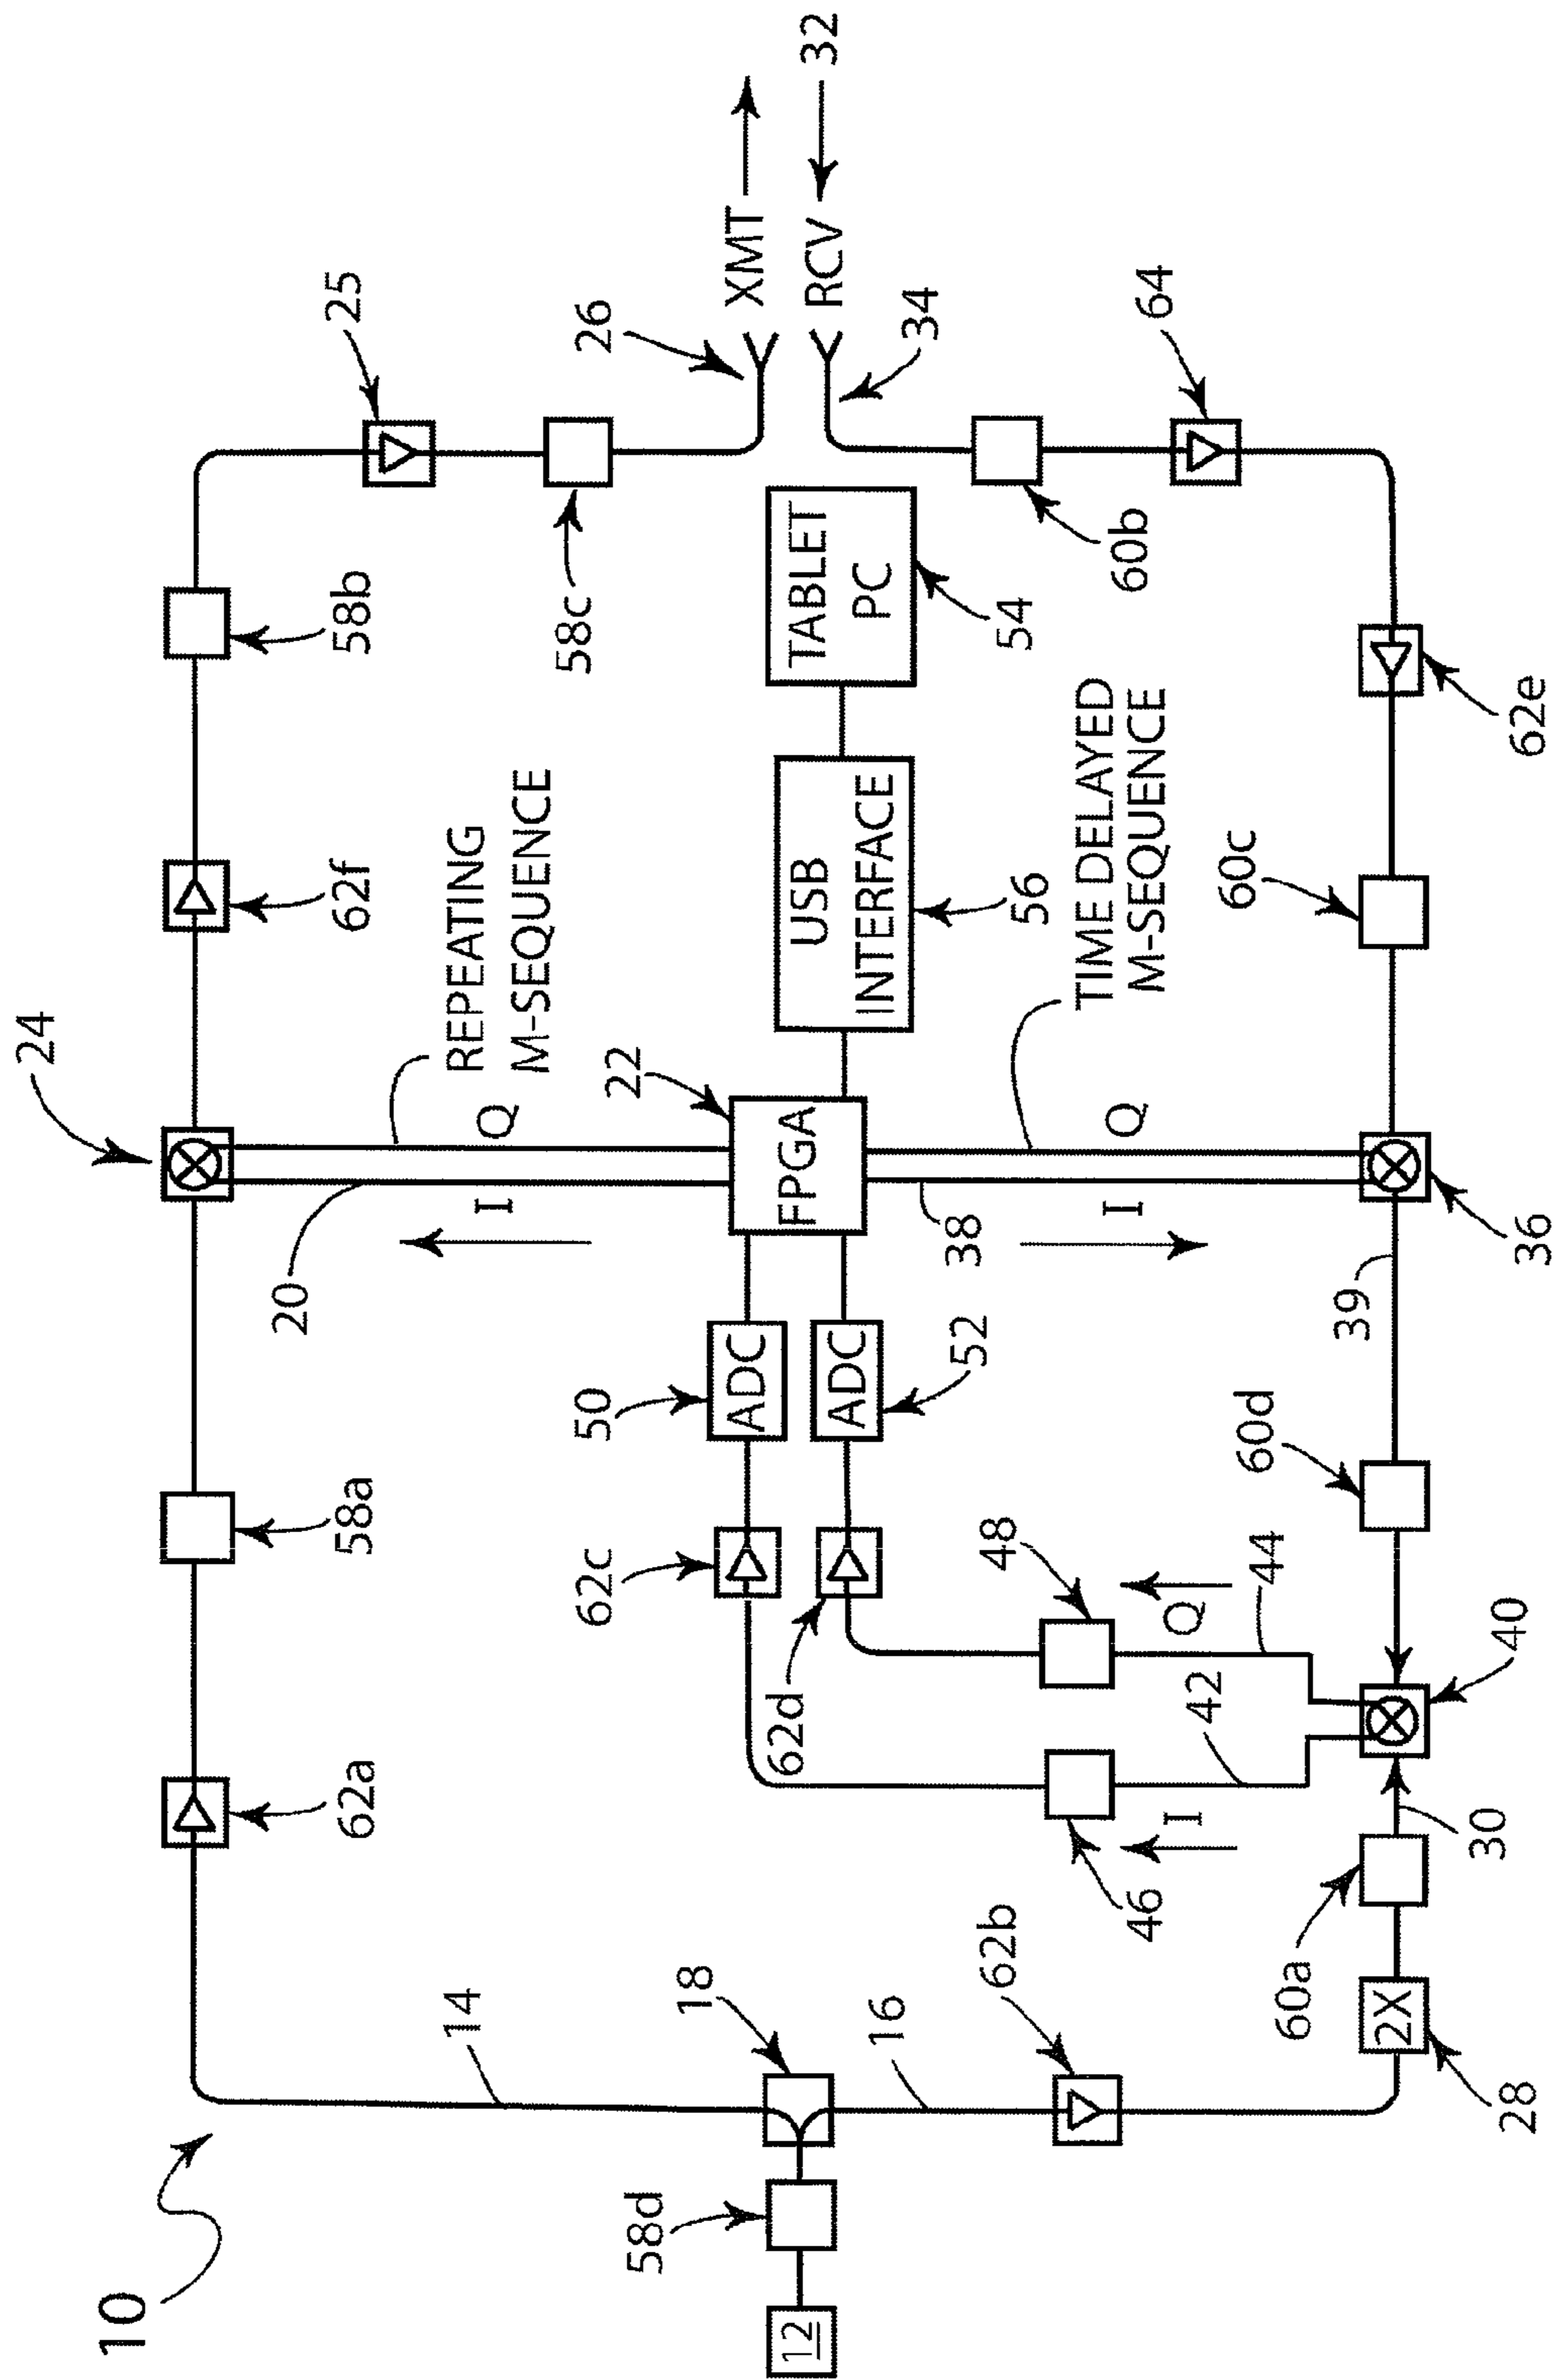 10
24
25
26
XMT
RCV
32
34
64
62f
58b
58c
REPEATING
M-SEQUENCE
20
I
Q
22
FPGA
USB
INTERFACE
56
TABLET
PC
54
60b
62e
60c
TIME DELAYED
M-SEQUENCE
Q
I
38
36
39
50
ADC
ADC
52
62c
62d
58a
62a
14
18
16
62b
58d
12
48
Q
44
42
I
46
60d
40
30
60a
2X
28